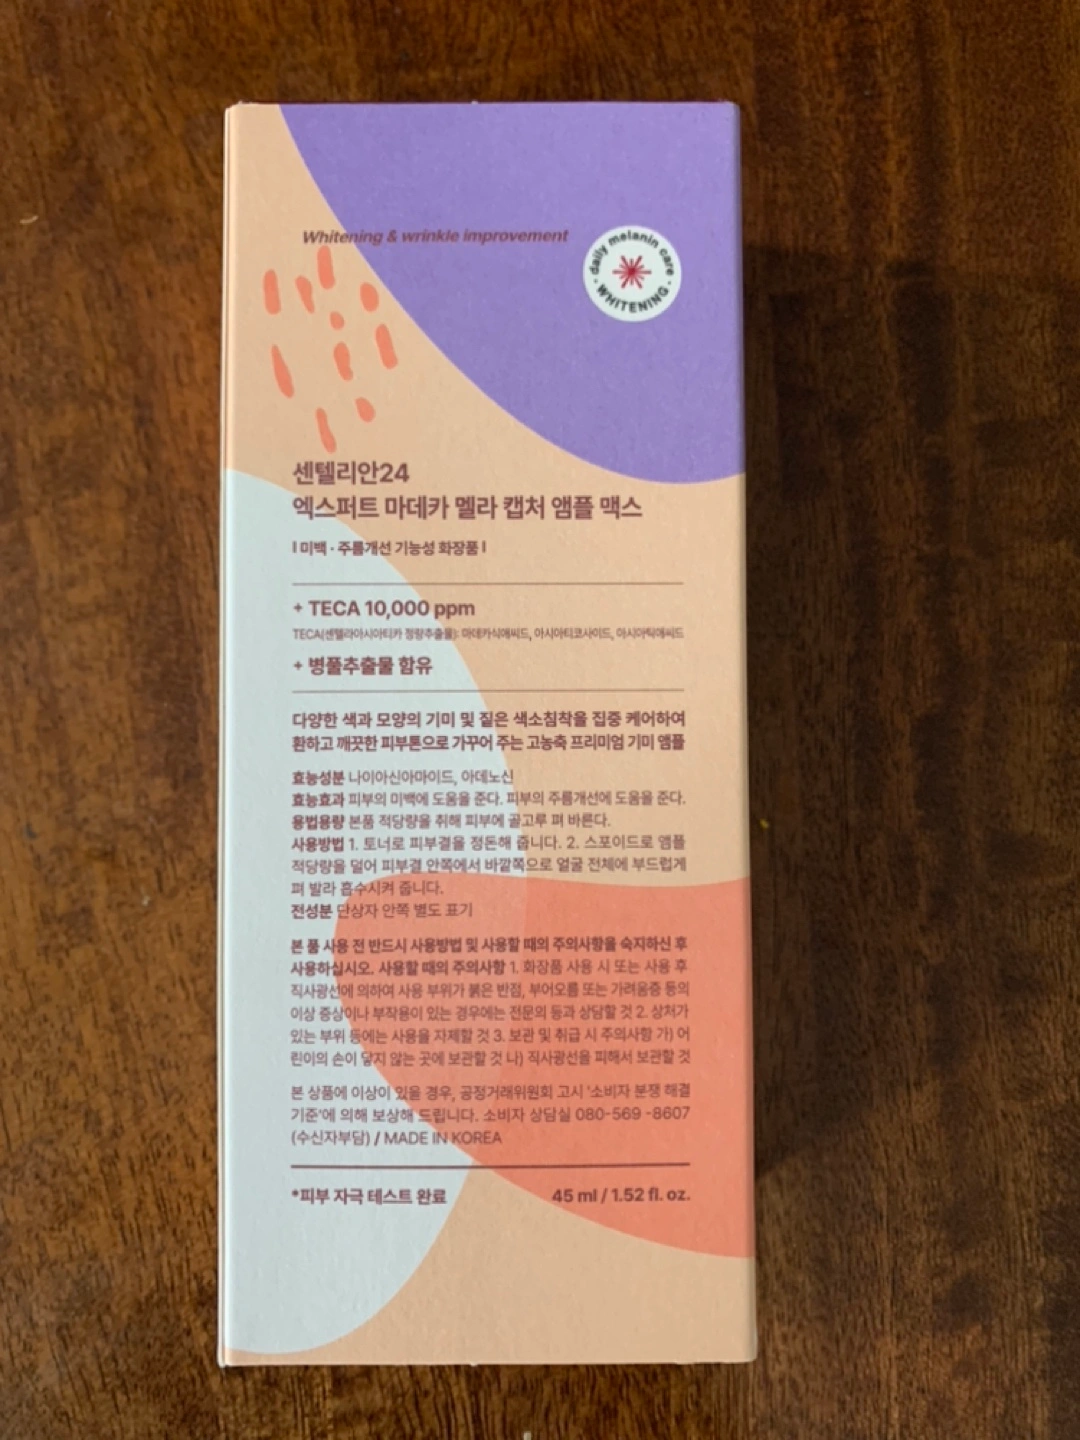 Whitening & wrinkle improvement
daily melanin care
WHITENING
센텔리안24
엑스퍼트 마데카 멜라 캡처 앰플 맥스
I 미백 · 주름개선 기능성 화장품 I
+ TECA 10,000 ppm
TECA(센텔라아시아티카 정량추출물): 마데카식애씨드, 아시아티코사이드, 아시아틱애씨드
+ 병풀추출물 함유
다양한 색과 모양의 기미 및 짙은 색소침착을 집중 케어하여
환하고 깨끗한 피부톤으로 가꾸어 주는 고농축 프리미엄 기미 앰플
효능성분 나이아신아마이드, 아데노신
효능효과 피부의 미백에 도움을 준다. 피부의 주름개선에 도움을 준다.
용법용량 본품 적당량을 취해 피부에 골고루 펴 바른다.
사용방법 1. 토너로 피부결을 정돈해 줍니다. 2. 스포이드로 앰플
적당량을 덜어 피부결 안쪽에서 바깥쪽으로 얼굴 전체에 부드럽게
펴 발라 흡수시켜 줍니다.
전성분 단상자 안쪽 별도 표기
본 품 사용 전 반드시 사용방법 및 사용할 때의 주의사항을 숙지하신 후
사용하십시오. 사용할 때의 주의사항 1. 화장품 사용 시 또는 사용 후
직사광선에 의하여 사용 부위가 붉은 반점, 부어오름 또는 가려움증 등의
이상 증상이나 부작용이 있는 경우에는 전문의 등과 상담할 것 2. 상처가
있는 부위 등에는 사용을 자제할 것 3. 보관 및 취급 시 주의사항 가) 어
린이의 손이 닿지 않는 곳에 보관할 것 나) 직사광선을 피해서 보관할 것
본 상품에 이상이 있을 경우, 공정거래위원회 고시 '소비자 분쟁 해결
기준'에 의해 보상해 드립니다. 소비자 상담실 080-569 -8607
(수신자부담) / MADE IN KOREA
*피부 자극 테스트 완료
45 ml / 1.52 fl. oz.